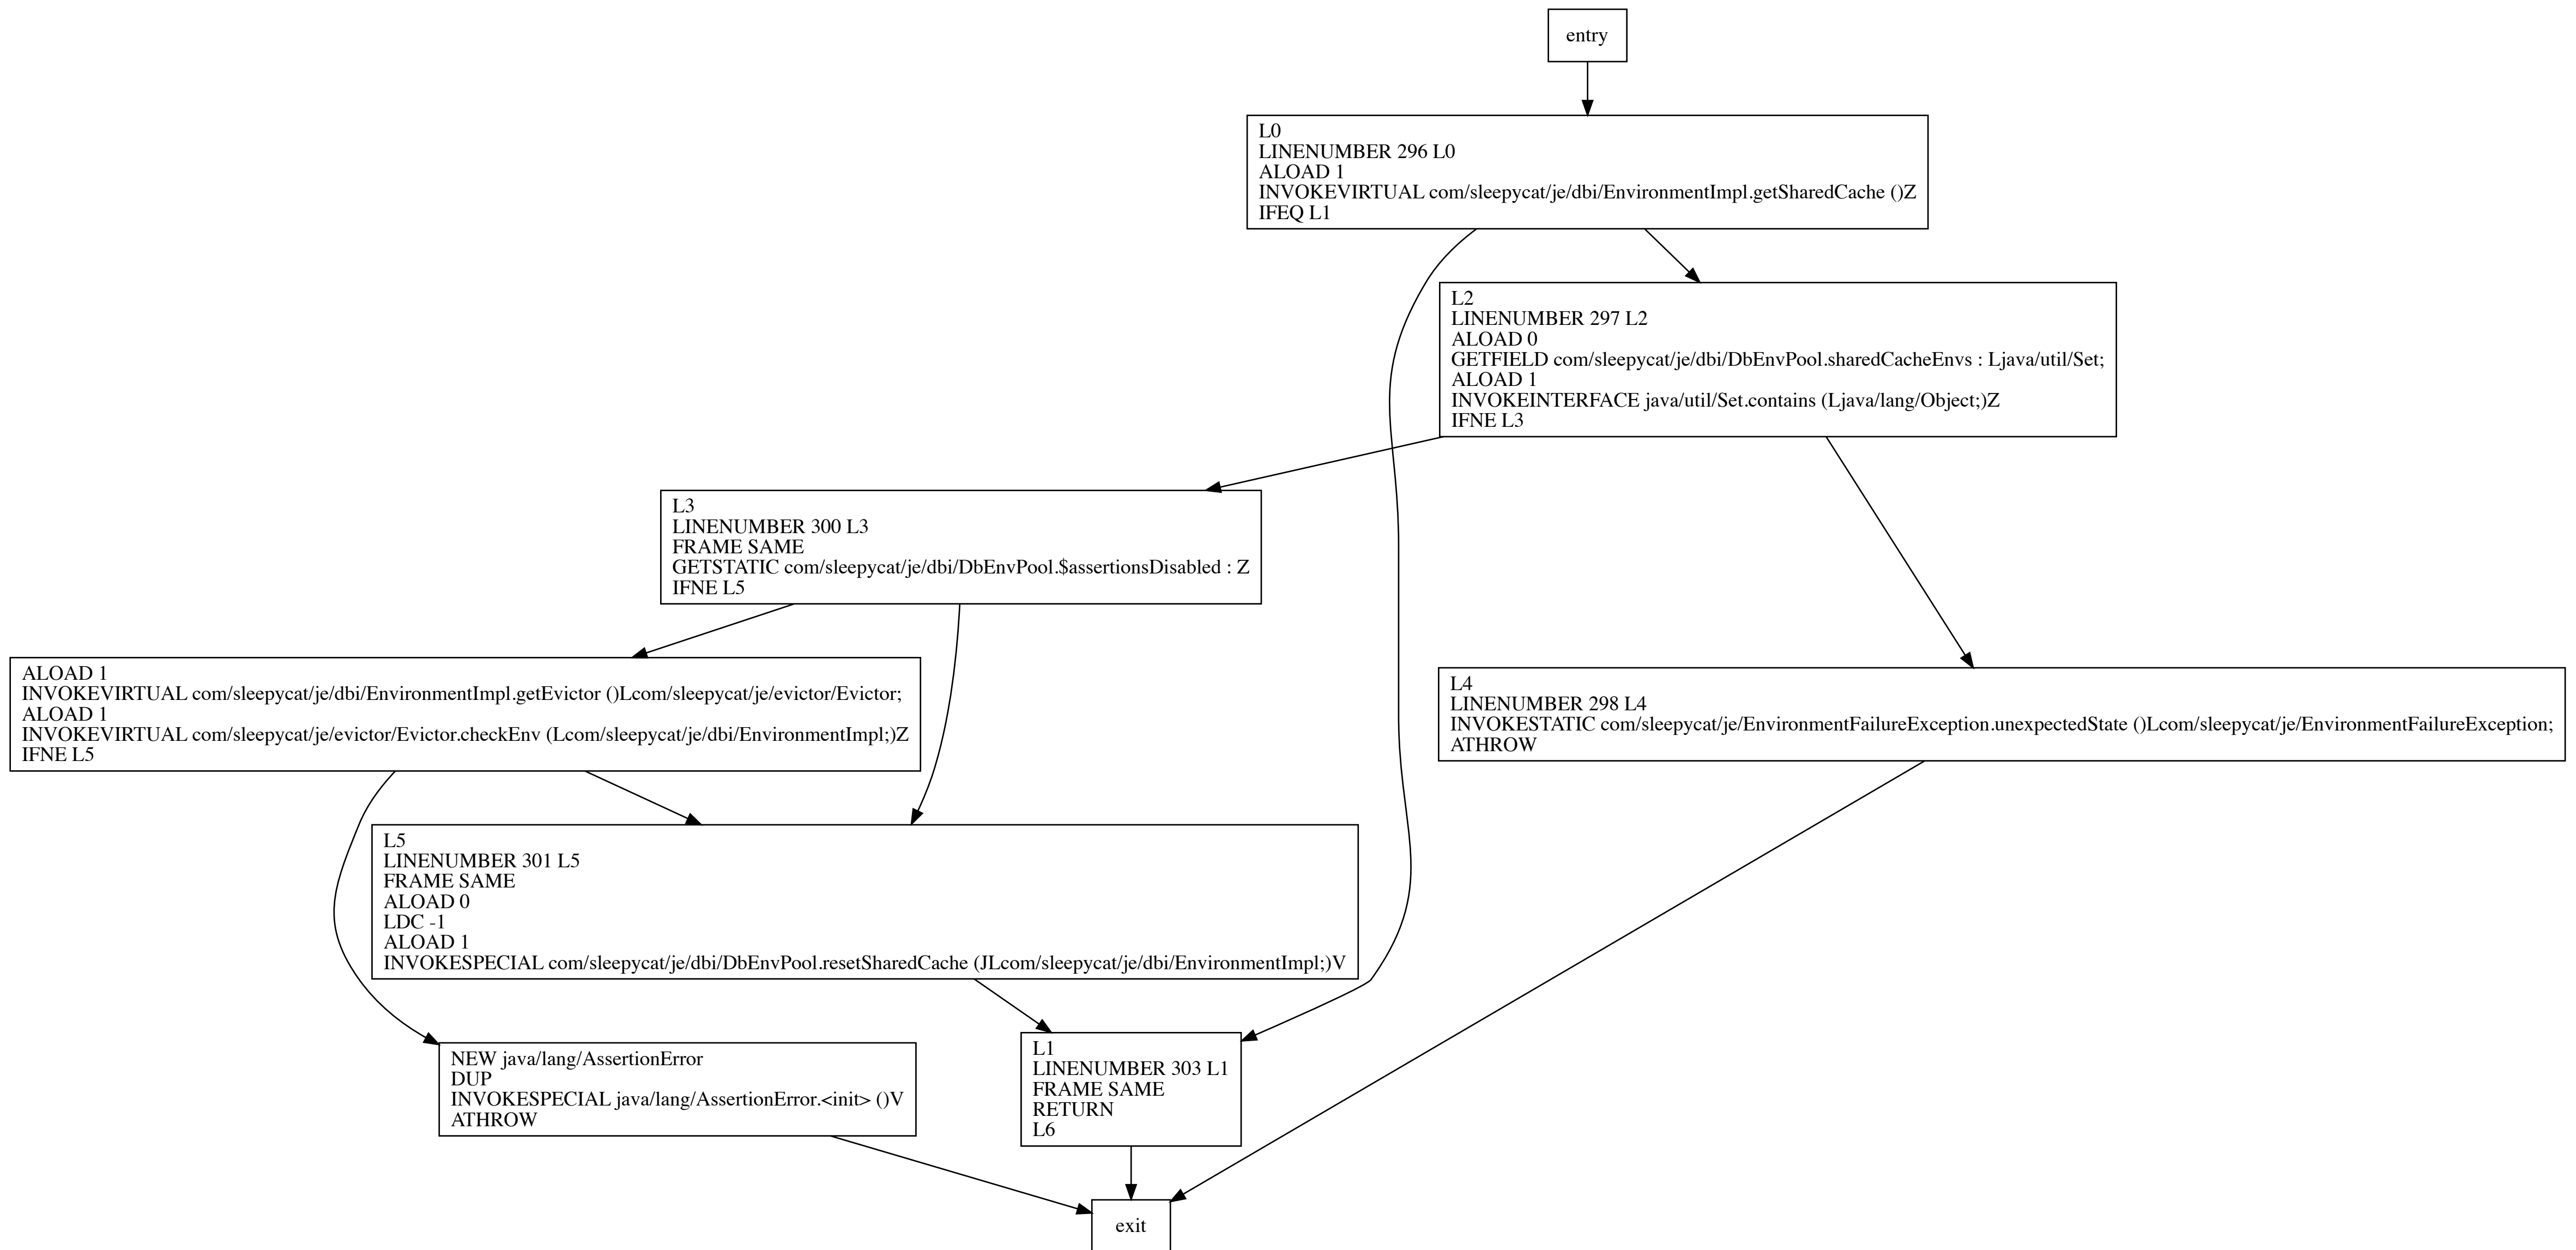 entry
L0
LINENUMBER 296 L0
ALOAD 1
INVOKEVIRTUAL com/sleepycat/je/dbi/EnvironmentImpl.getSharedCache ()Z
IFEQ L1
L2
LINENUMBER 297 L2
ALOAD 0
GETFIELD com/sleepycat/je/dbi/DbEnvPool.sharedCacheEnvs : Ljava/util/Set;
ALOAD 1
INVOKEINTERFACE java/util/Set.contains (Ljava/lang/Object;)Z
IFNE L3
L3
LINENUMBER 300 L3
FRAME SAME
GETSTATIC com/sleepycat/je/dbi/DbEnvPool.$assertionsDisabled : Z
IFNE L5
ALOAD 1
INVOKEVIRTUAL com/sleepycat/je/dbi/EnvironmentImpl.getEvictor ()Lcom/sleepycat/je/evictor/Evictor;
ALOAD 1
INVOKEVIRTUAL com/sleepycat/je/evictor/Evictor.checkEnv (Lcom/sleepycat/je/dbi/EnvironmentImpl;)Z
IFNE L5
L4
LINENUMBER 298 L4
INVOKESTATIC com/sleepycat/je/EnvironmentFailureException.unexpectedState ()Lcom/sleepycat/je/EnvironmentFailureException;
ATHROW
L5
LINENUMBER 301 L5
FRAME SAME
ALOAD 0
LDC -1
ALOAD 1
INVOKESPECIAL com/sleepycat/je/dbi/DbEnvPool.resetSharedCache (JLcom/sleepycat/je/dbi/EnvironmentImpl;)V
NEW java/lang/AssertionError
DUP
INVOKESPECIAL java/lang/AssertionError.<init> ()V
ATHROW
L1
LINENUMBER 303 L1
FRAME SAME
RETURN
L6
exit